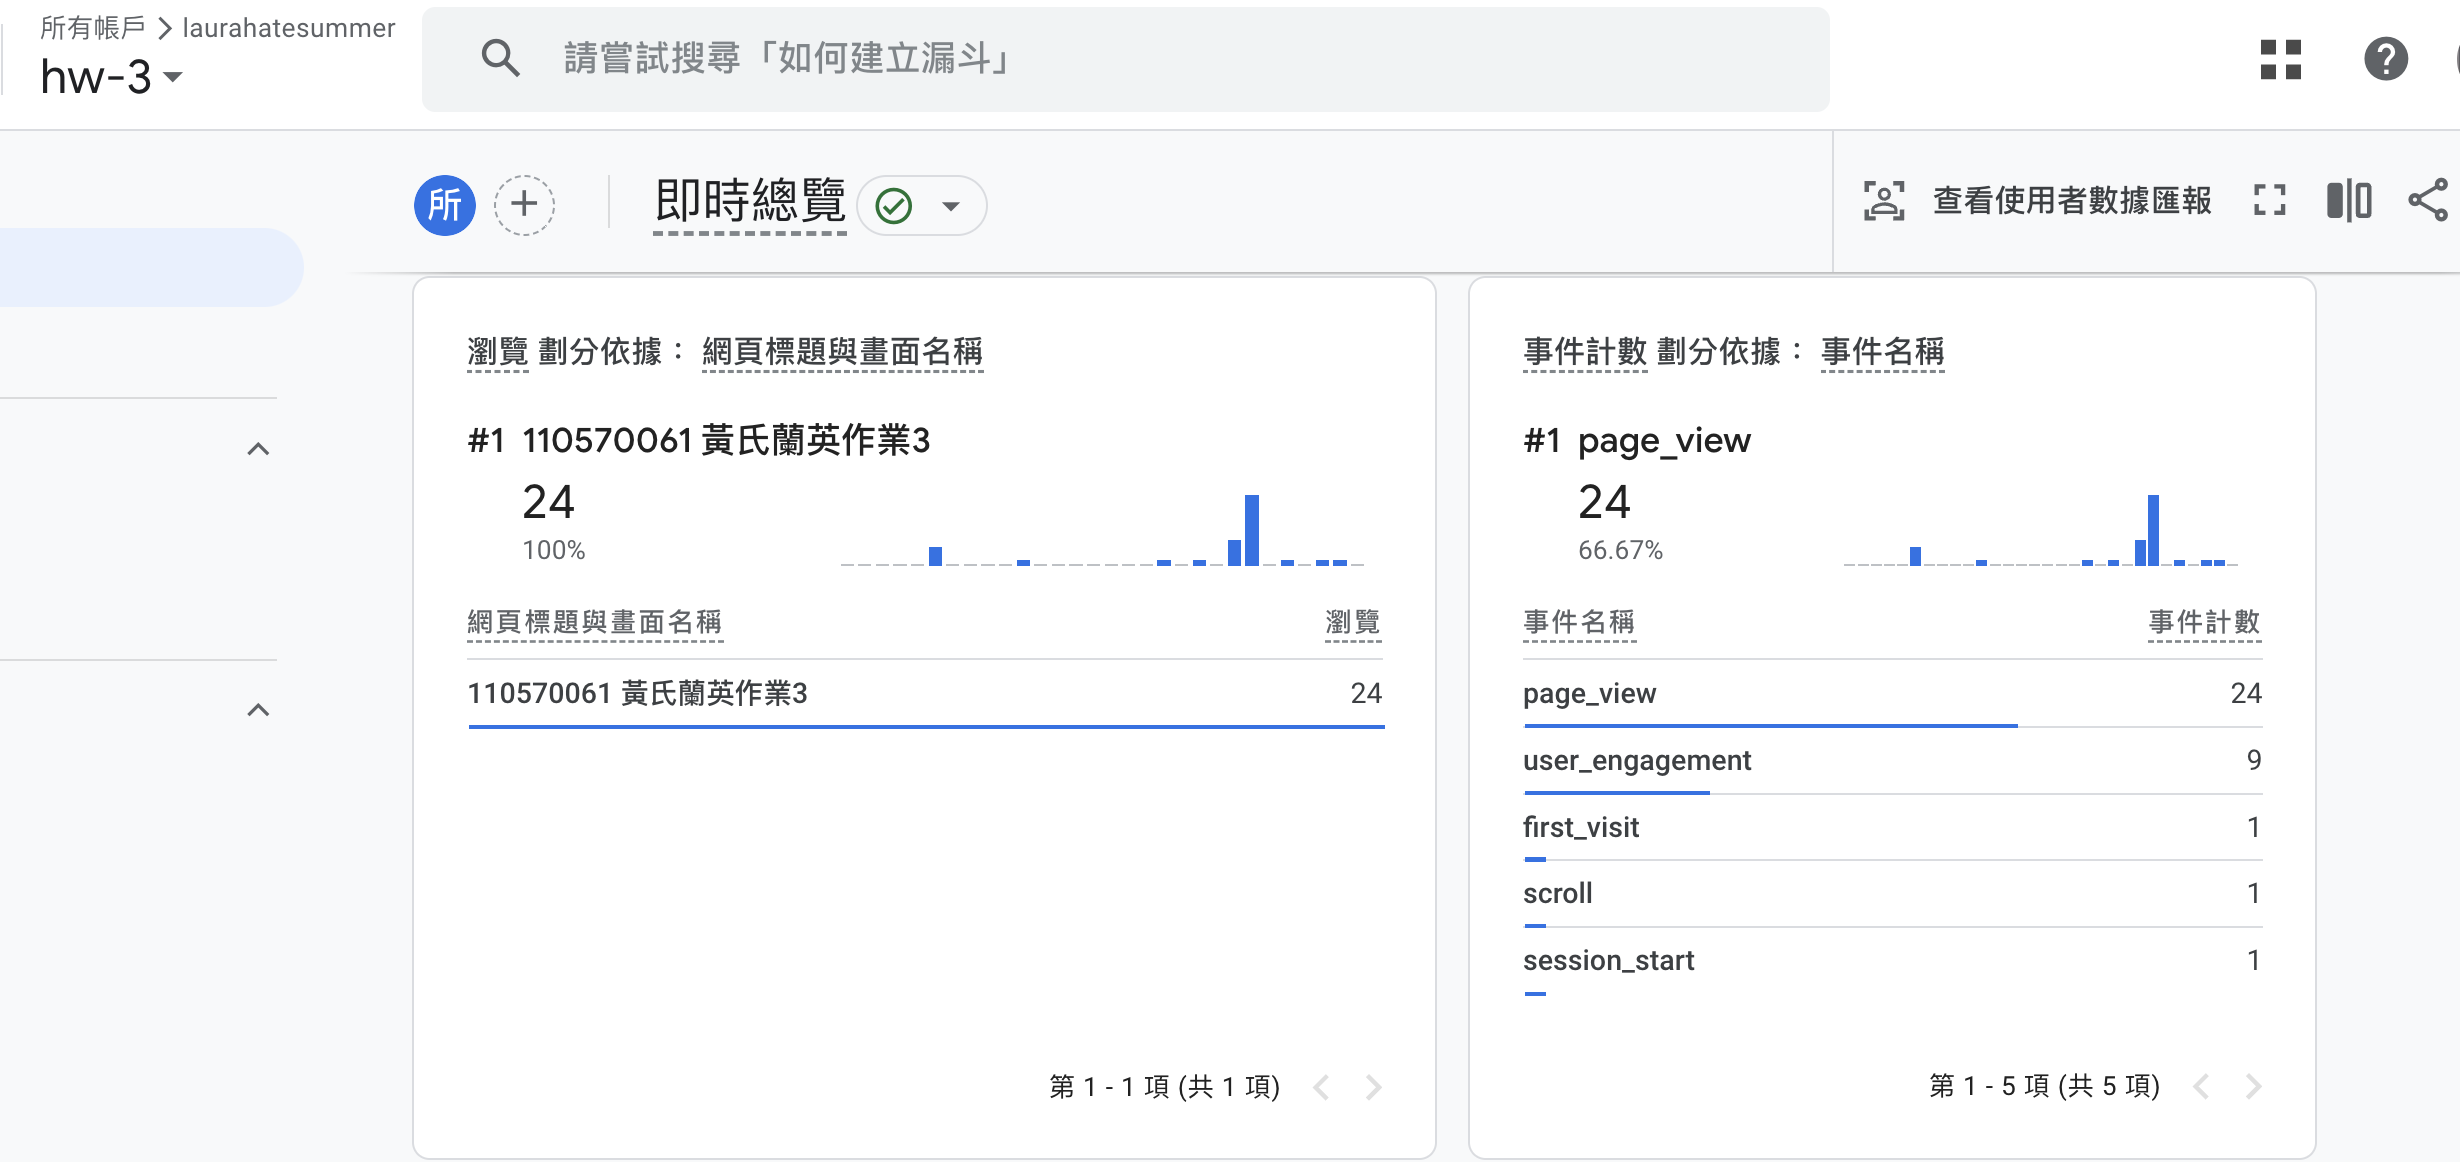 所有帳戶 > laurahatesummer
hw-3
請嘗試搜尋「如何建立漏斗」
所
即時總覽
查看使用者數據匯報
瀏覽 劃分依據： 網頁標題與畫面名稱
#1 110570061 黃氏蘭英作業3
24
100%
網頁標題與畫面名稱 瀏覽
110570061 黃氏蘭英作業3 24
第 1 - 1 項 (共 1 項)
事件計數 劃分依據： 事件名稱
#1 page_view
24
66.67%
事件名稱 事件計數
page_view 24
user_engagement 9
first_visit 1
scroll 1
session_start 1
第 1 - 5 項 (共 5 項)